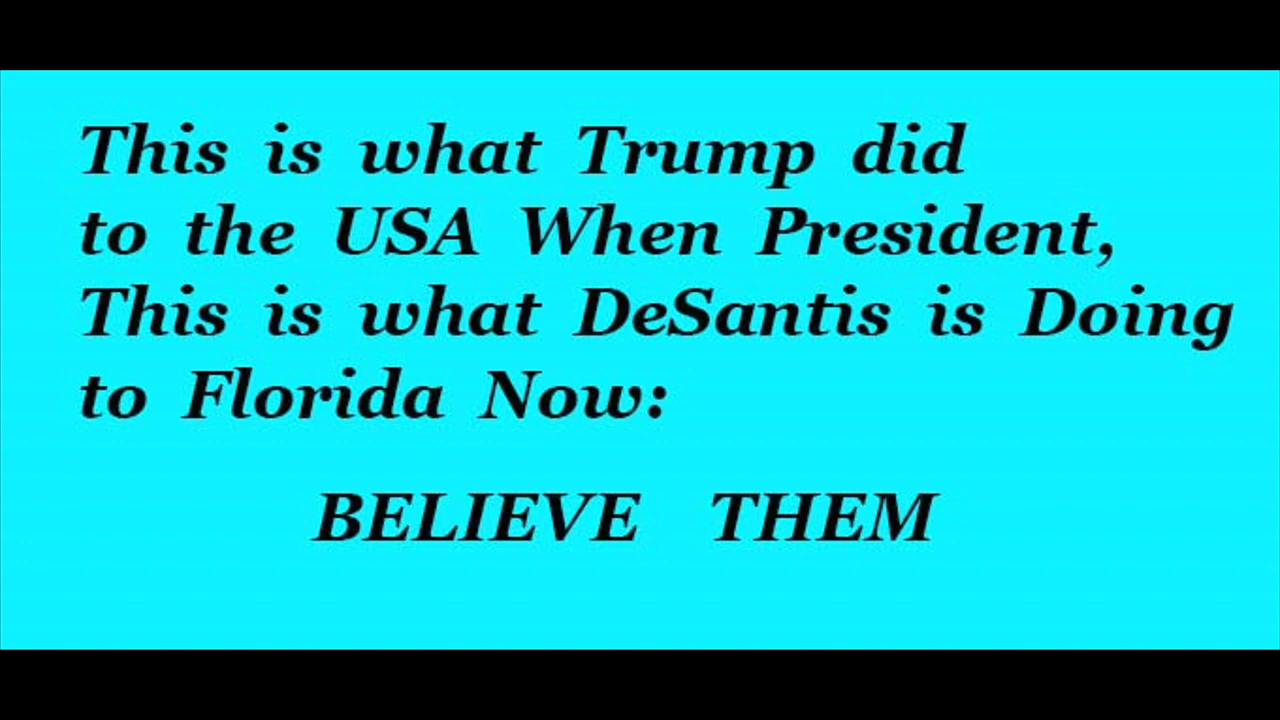 This is what Trump did
to the USA When President,
This is what DeSantis is Doing
to Florida Now:
BELIEVE THEM